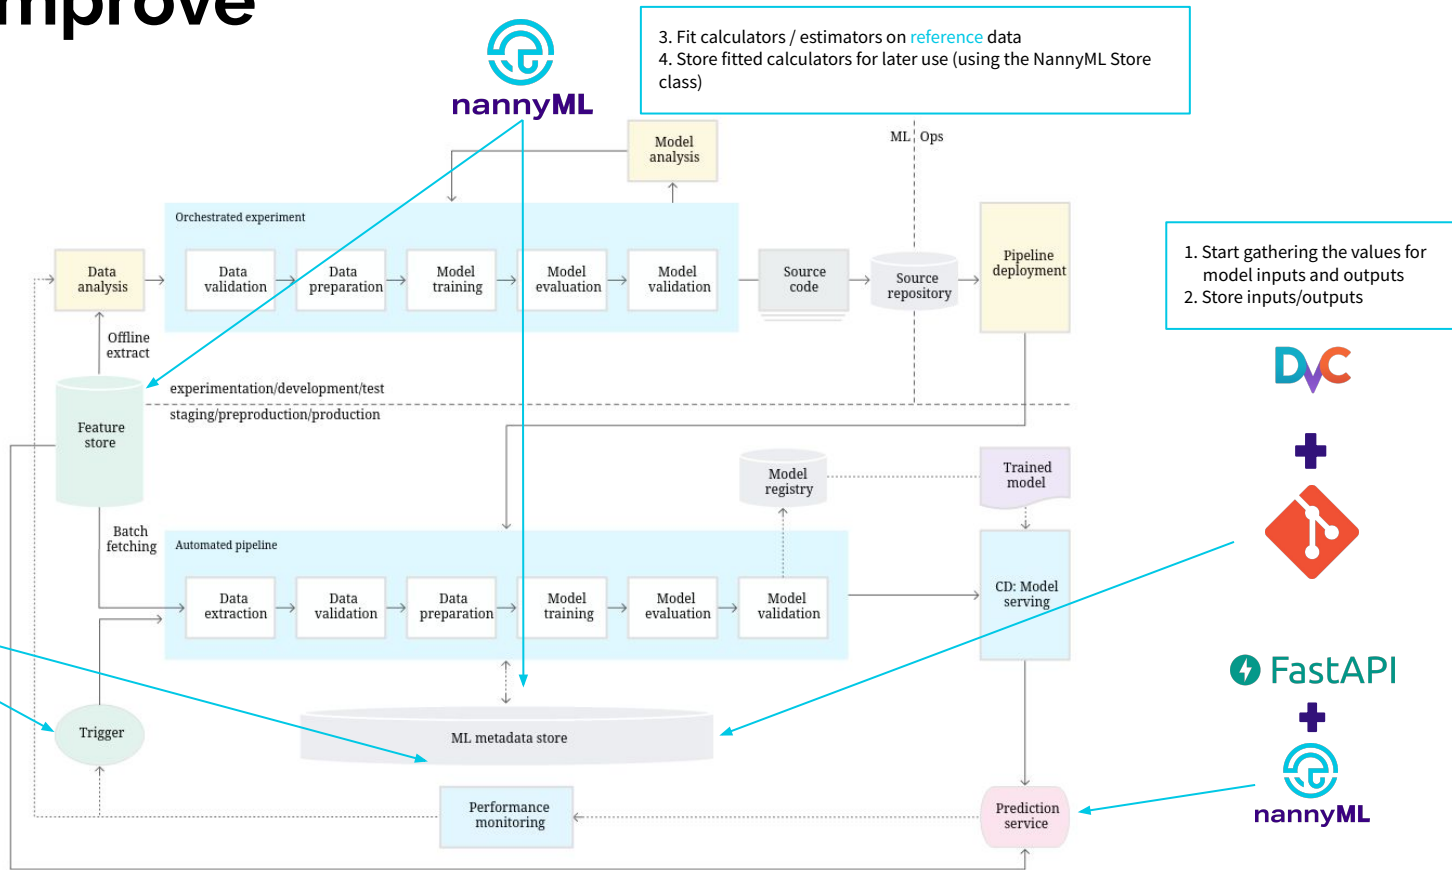 mprove
nannyML
3. Fit calculators / estimators on reference data
4. Store fitted calculators for later use (using the NannyML Store
class)
ML
Ops
Model
analysis
Orchestrated experiment
Data
analysis
Data
validation
Data
preparation
Model
training
Model
evaluation
Model
validation
Source
code
Source
repository
Pipeline
deployment
1. Start gathering the values for
model inputs and outputs
2. Store inputs/outputs
Offline
extract
experimentation/development/test
staging/preproduction/production
Feature
store
DVC
Batch
fetching
Model
registry
Trained
model
Automated pipeline
Data
extraction
Data
validation
Data
preparation
Model
training
Model
evaluation
Model
validation
CD: Model
serving
FastAPI
Trigger
ML metadata store
Performance
monitoring
Prediction
service
nannyML